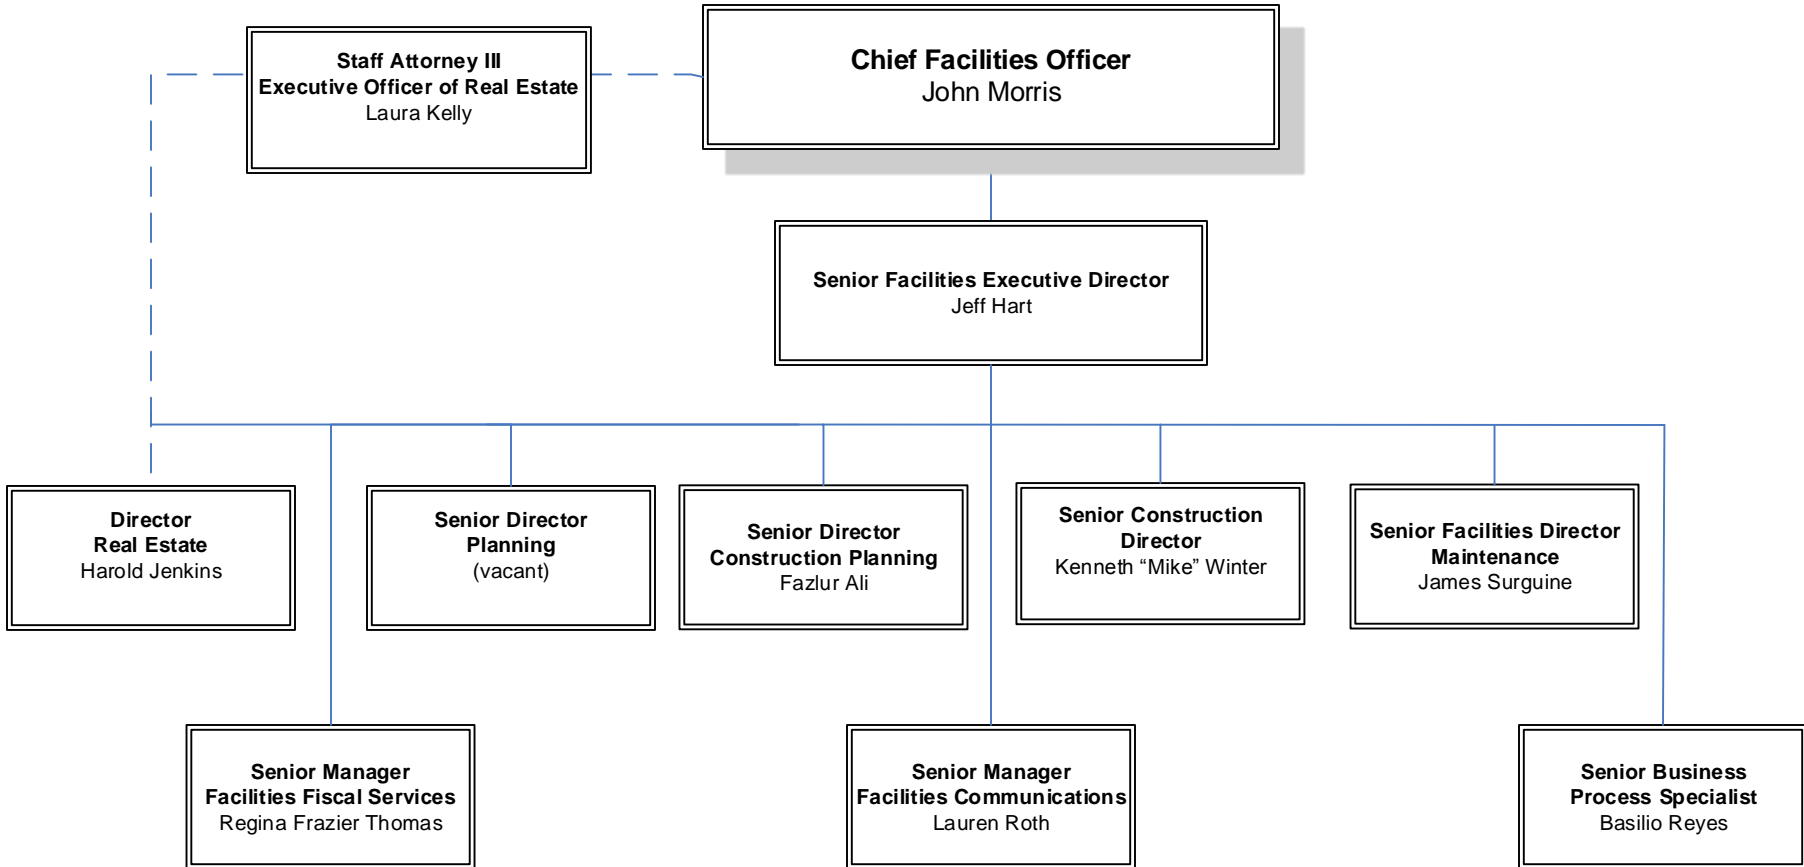 Staff Attorney III
Executive Officer of Real Estate
Laura Kelly
Chief Facilities Officer
John Morris
Senior Facilities Executive Director
Jeff Hart
Director
Real Estate
Harold Jenkins
Senior Director
Planning
(vacant)
Senior Director
Construction Planning
Fazlur Ali
Senior Construction
Director
Kenneth “Mike” Winter
Senior Facilities Director
Maintenance
James Surguine
Senior Manager
Facilities Fiscal Services
Regina Frazier Thomas
Senior Manager
Facilities Communications
Lauren Roth
Senior Business
Process Specialist
Basilio Reyes